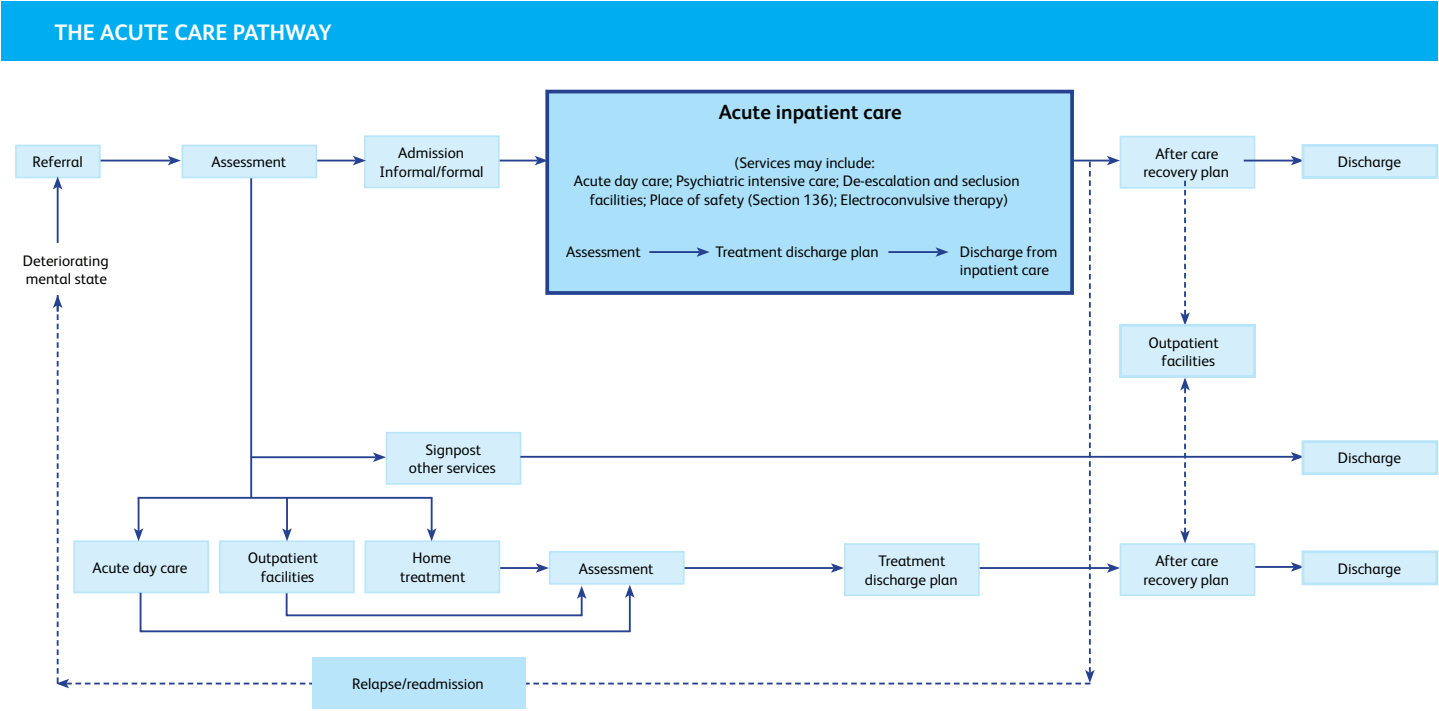 THE ACUTE CARE PATHWAY
Referral
Assessment
Admission
Informal/formal
Acute inpatient care
(Services may include:
Acute day care; Psychiatric intensive care; De-escalation and seclusion
facilities; Place of safety (Section 136); Electroconvulsive therapy)
Assessment
Treatment discharge plan
Discharge from
inpatient care
After care
recovery plan
Discharge
Deteriorating
mental state
Outpatient
facilities
Signpost
other services
Discharge
Acute day care
Outpatient
facilities
Home
treatment
Assessment
Treatment
discharge plan
After care
recovery plan
Discharge
Relapse/readmission